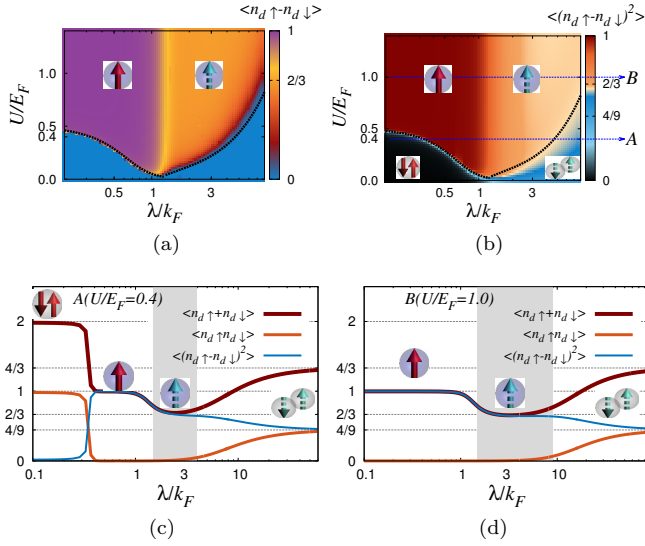 <n_d↑-n_d↓>
<(n_d↑-n_d↓)^2>
U/E_F
1.0
0.5
0.4
0.0
0.5
1
3
λ/k_F
1
2/3
0
(a)
U/E_F
1.0
0.5
0.4
0.0
0.5
1
3
λ/k_F
1
2/3
4/9
0
B
A
(b)
A(U/E_F=0.4)
<n_d↑+n_d↓>
<n_d↑n_d↓>
<(n_d↑-n_d↓)^2>
2
4/3
1
2/3
4/9
0
0.1
1
10
λ/k_F
(c)
B(U/E_F=1.0)
<n_d↑+n_d↓>
<n_d↑n_d↓>
<(n_d↑-n_d↓)^2>
2
4/3
1
2/3
4/9
0
0.1
1
10
λ/k_F
(d)